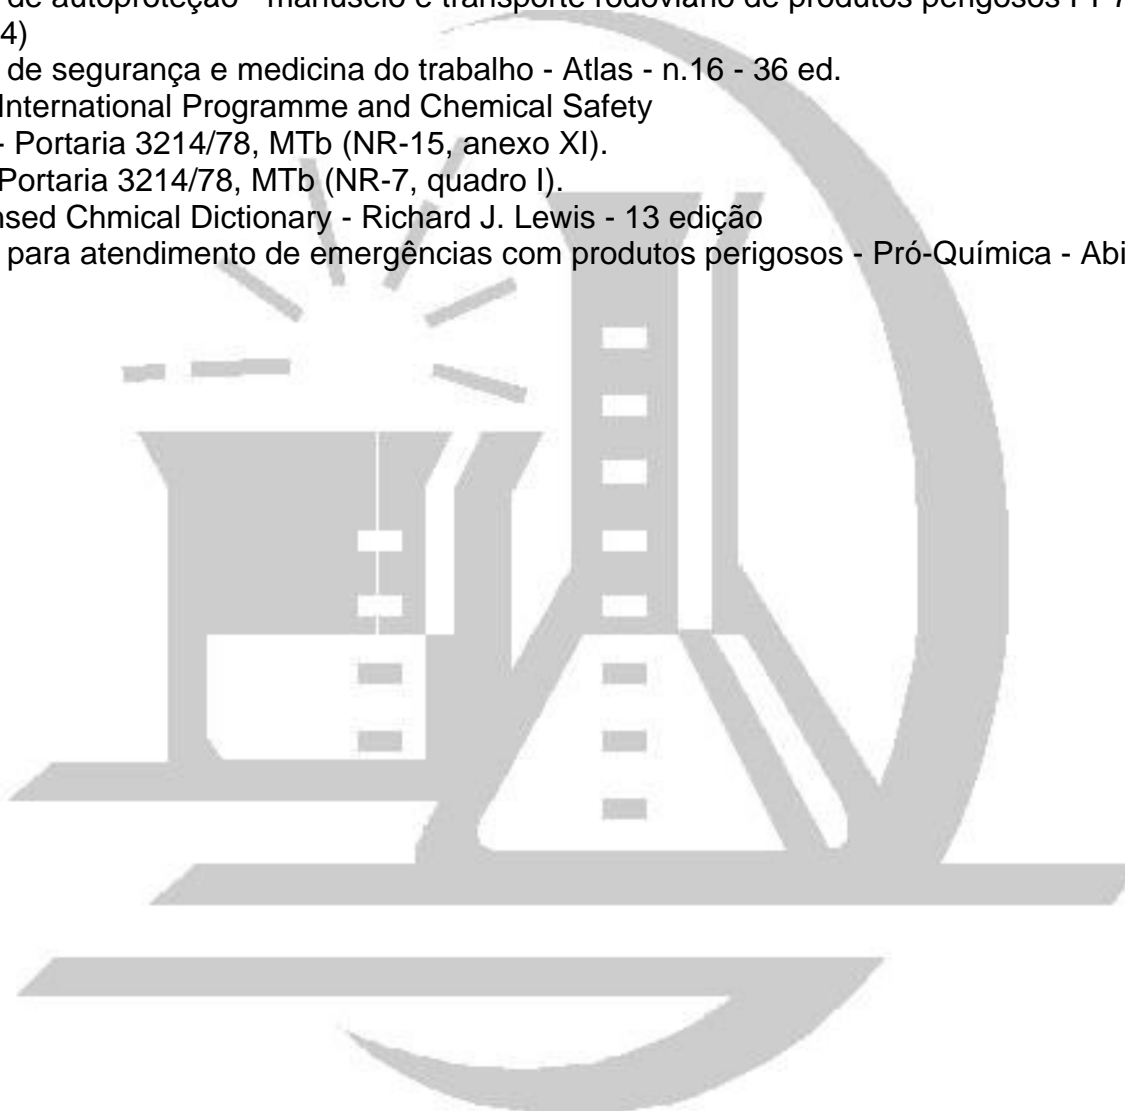 de autoproteção - manuseio e transporte rodoviário de produtos perigosos
4)
de segurança e medicina do trabalho - Atlas - n.16 - 36 ed.
International Programme and Chemical Safety
- Portaria 3214/78, MTb (NR-15, anexo XI).
Portaria 3214/78, MTb (NR-7, quadro I).
nsed Chmical Dictionary - Richard J. Lewis - 13 edição
para atendimento de emergências com produtos perigosos - Pró-Química - Abi